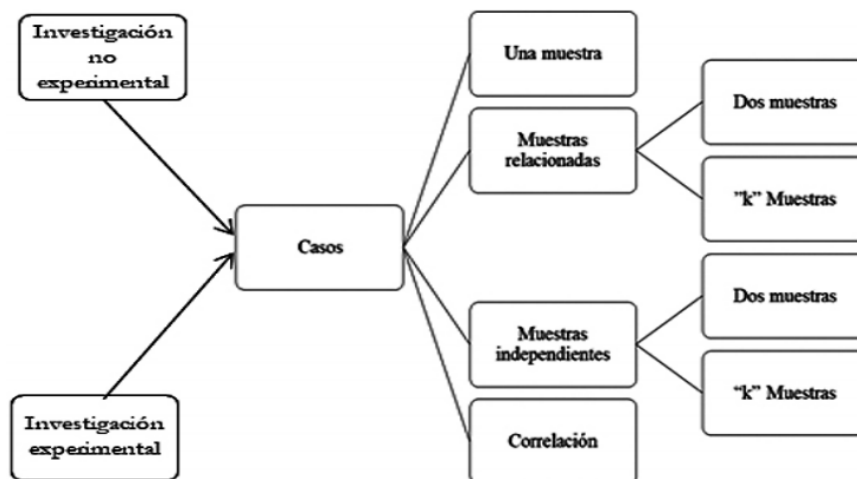 Investigación
no
experimental
Una muestra
Dos muestras
Muestras
relacionadas
"k" Muestras
Casos
Dos muestras
Muestras
independientes
“k” Muestras
Investigación
experimental
Correlación